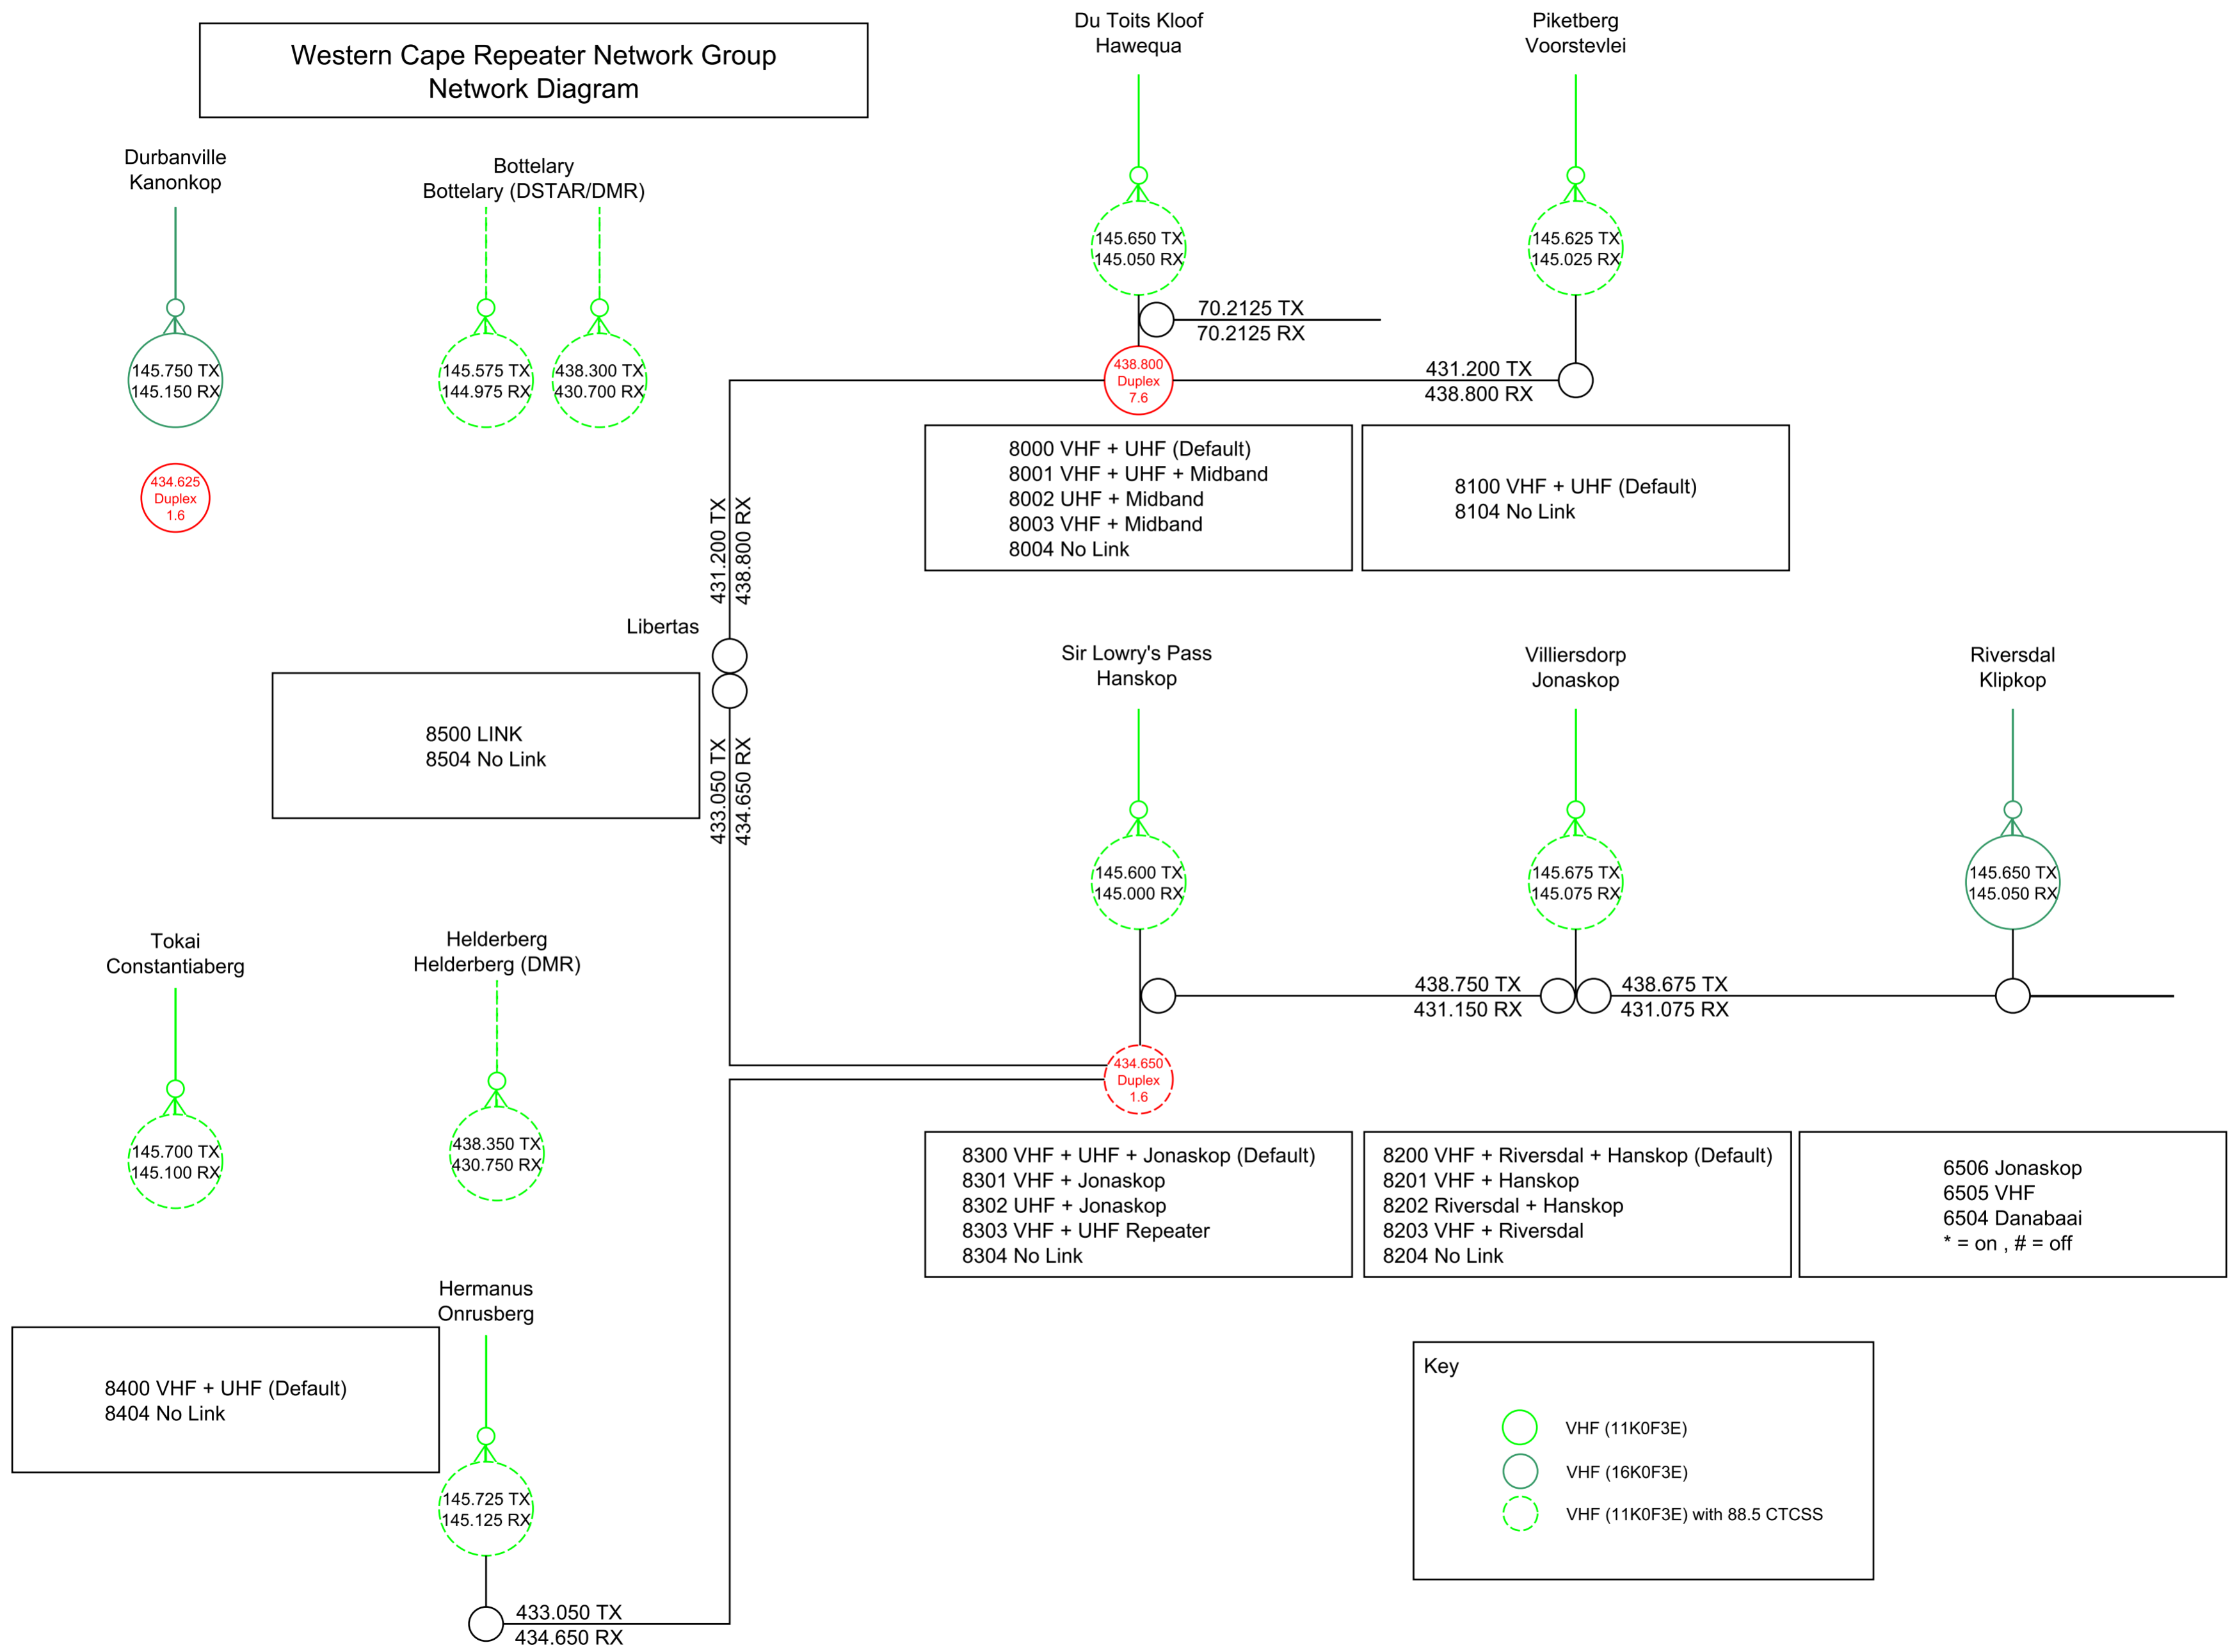 Western Cape Repeater Network Group
Network Diagram
Du Toits Kloof
Hawequa
Piketberg
Voorstevlei
Durbanville
Kanonkop
Bottelary
Bottelary (DSTAR/DMR)
145.650 TX
145.050 RX
145.625 TX
145.025 RX
70.2125 TX
70.2125 RX
145.750 TX
145.150 RX
145.575 TX
144.975 RX
438.300 TX
430.700 RX
438.800
Duplex
7.6
431.200 TX
438.800 RX
434.625
Duplex
1.6
8000 VHF + UHF (Default)
8001 VHF + UHF + Midband
8002 UHF + Midband
8003 VHF + Midband
8004 No Link
8100 VHF + UHF (Default)
8104 No Link
431.200 TX
438.800 RX
Libertas
8500 LINK
8504 No Link
433.050 TX
434.650 RX
Sir Lowry's Pass
Hanskop
Villiersdorp
Jonaskop
Riversdal
Klipkop
145.600 TX
145.000 RX
145.675 TX
145.075 RX
145.650 TX
145.050 RX
438.750 TX
431.150 RX
438.675 TX
431.075 RX
Tokai
Constantiaberg
Helderberg
Helderberg (DMR)
145.700 TX
145.100 RX
438.350 TX
430.750 RX
434.650
Duplex
1.6
8300 VHF + UHF + Jonaskop (Default)
8301 VHF + Jonaskop
8302 UHF + Jonaskop
8303 VHF + UHF Repeater
8304 No Link
8200 VHF + Riversdal + Hanskop (Default)
8201 VHF + Hanskop
8202 Riversdal + Hanskop
8203 VHF + Riversdal
8204 No Link
6506 Jonaskop
6505 VHF
6504 Danabaai
* = on , # = off
Hermanus
Onrusberg
8400 VHF + UHF (Default)
8404 No Link
145.725 TX
145.125 RX
433.050 TX
434.650 RX
Key
VHF (11K0F3E)
VHF (16K0F3E)
VHF (11K0F3E) with 88.5 CTCSS